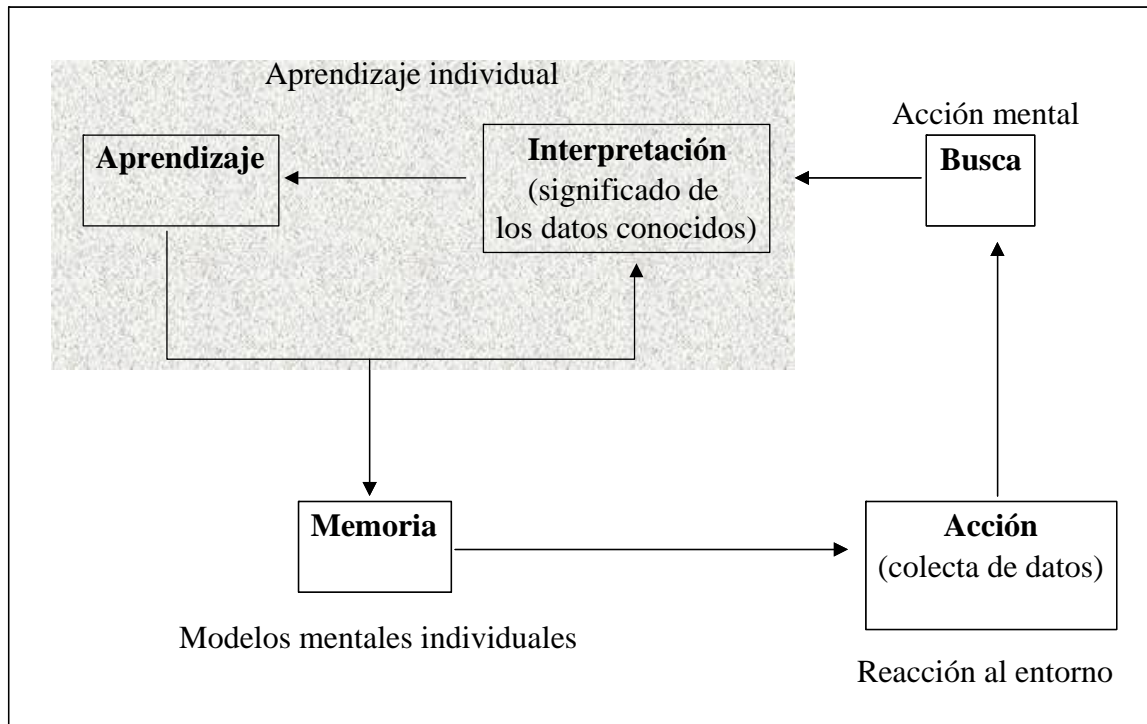 Aprendizaje individual
Acción mental
Aprendizaje
Interpretación
(significado de
los datos conocidos)
Busca
Memoria
Acción
(colecta de datos)
Modelos mentales individuales
Reacción al entorno